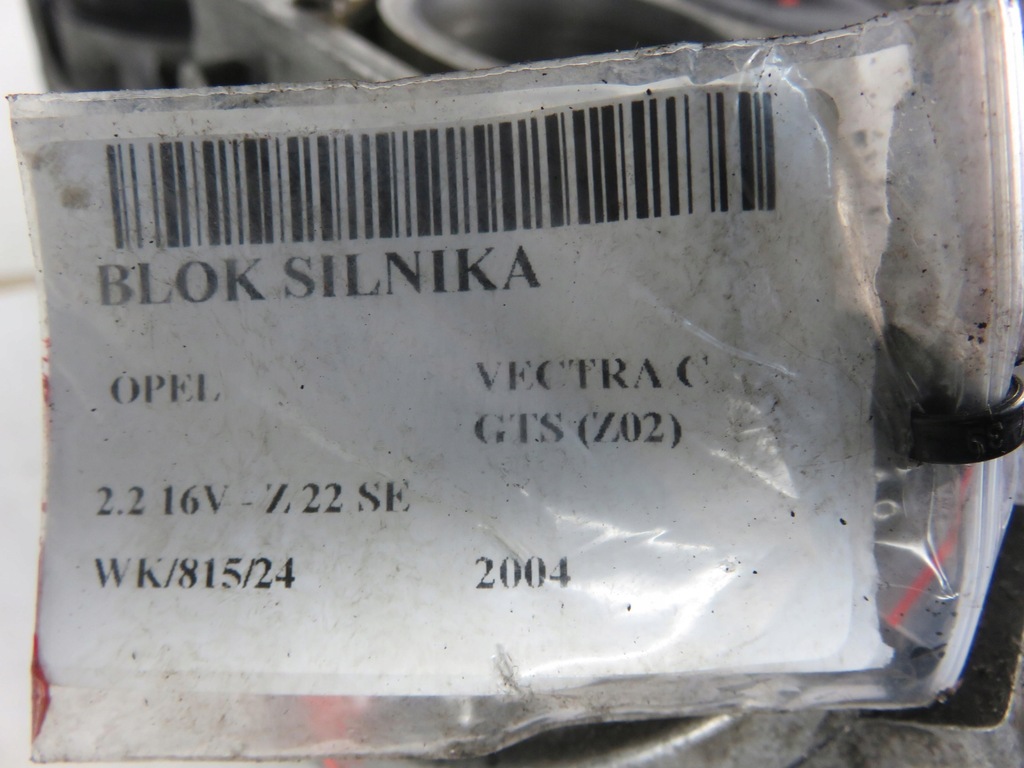 BLOK SILNIKA
OPEL VECTRA C
GTS (Z02)
2.2 16V - Z 22 SE
WK/815/24 2004